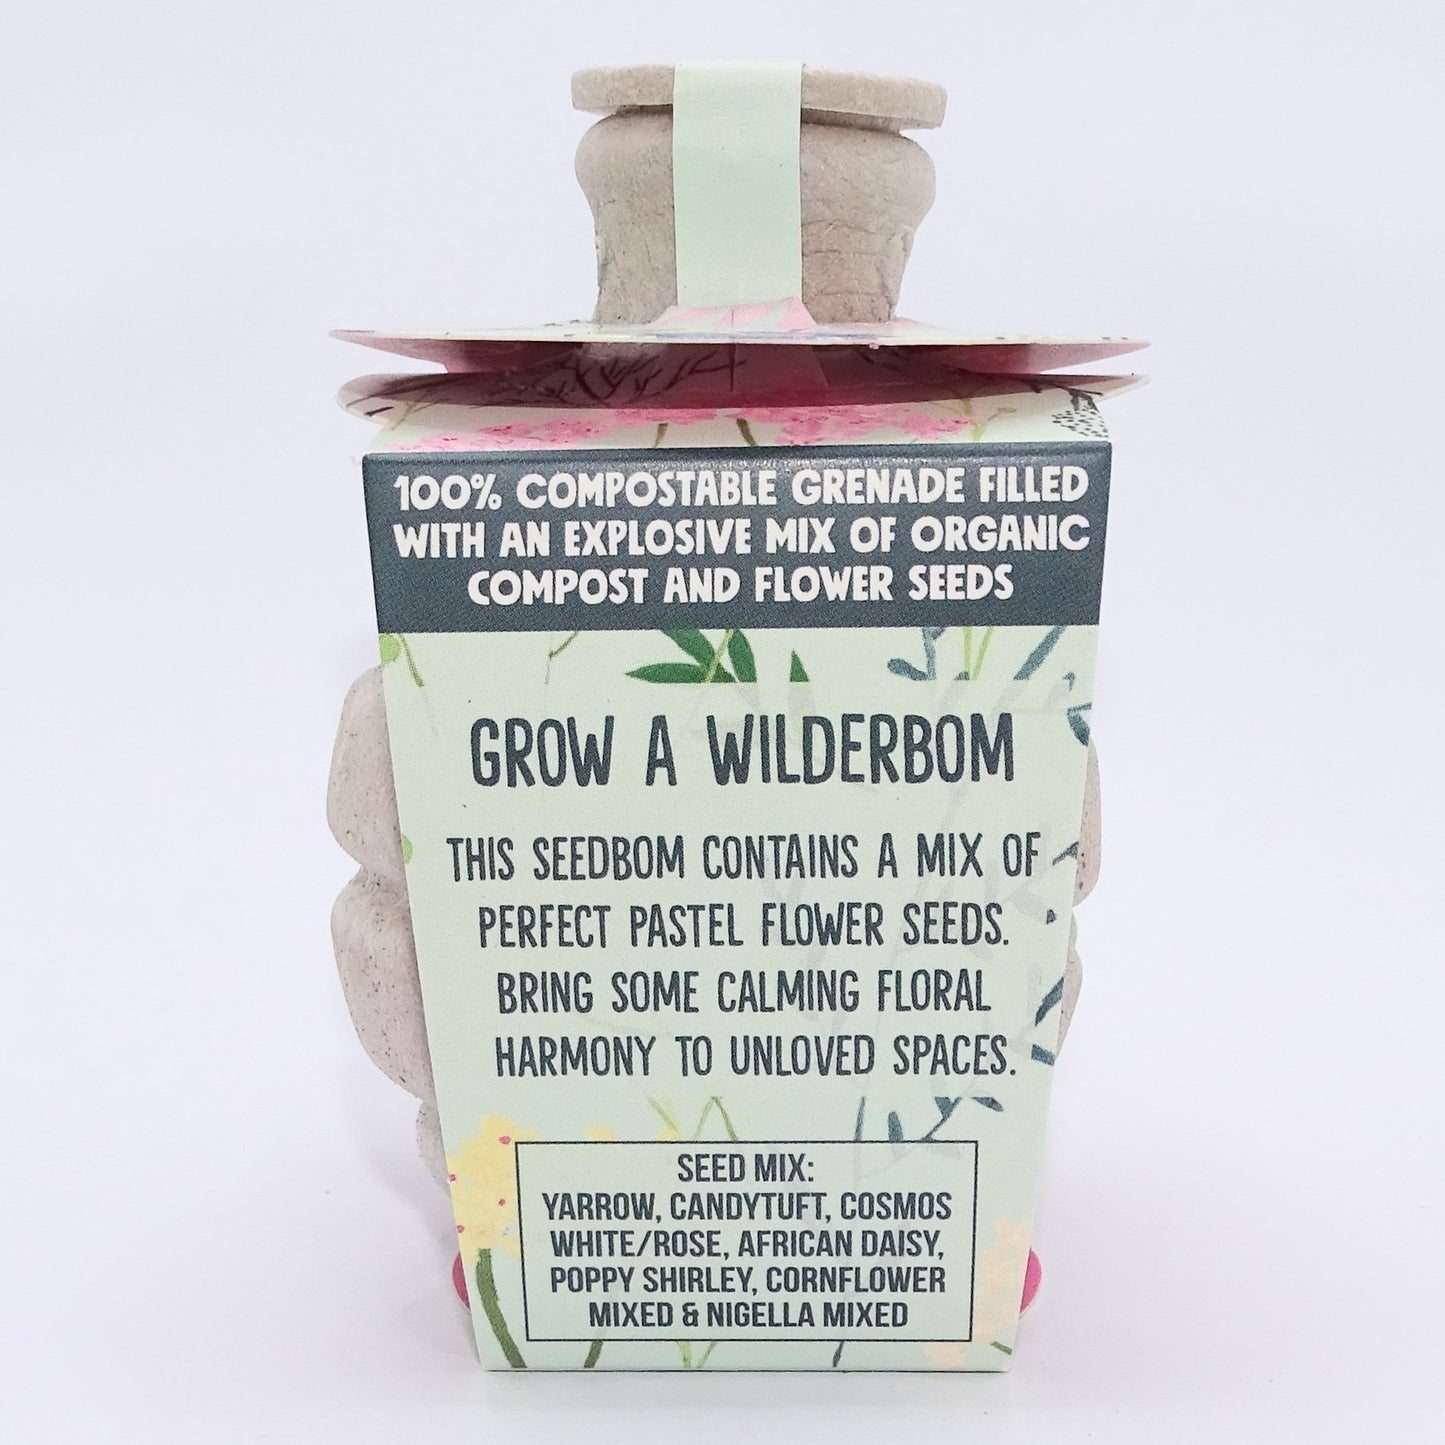 100% COMPOSTABLE GRENADE FILLED
WITH AN EXPLOSIVE MIX OF ORGANIC
COMPOST AND FLOWER SEEDS
GROW A WILDERBOM
THIS SEEDBOM CONTAINS A MIX OF
PERFECT PASTEL FLOWER SEEDS.
BRING SOME CALMING FLORAL
HARMONY TO UNLOVED SPACES.
SEED MIX:
YARROW, CANDYTUFT, COSMOS
WHITE/ROSE, AFRICAN DAISY,
POPPY SHIRLEY, CORNFLOWER
MIXED & NIGELLA MIXED